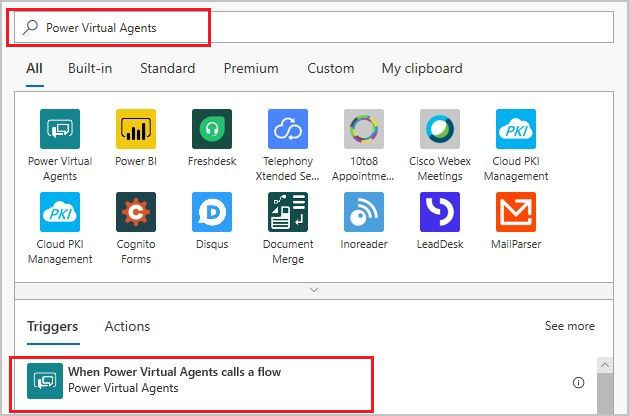 Power Virtual Agents
All Built-in Standard Premium Custom My clipboard
Power Virtual Agents
Power BI
Freshdesk
Telephony Xtended Se...
10to8 Appointme...
Cisco Webex Meetings
PKI
Cloud PKI Management
PKI
Cloud PKI Management
Cognito Forms
Disqus
Document Merge
Inoreader
LeadDesk
MailParser
Triggers Actions See more
When Power Virtual Agents calls a flow
Power Virtual Agents